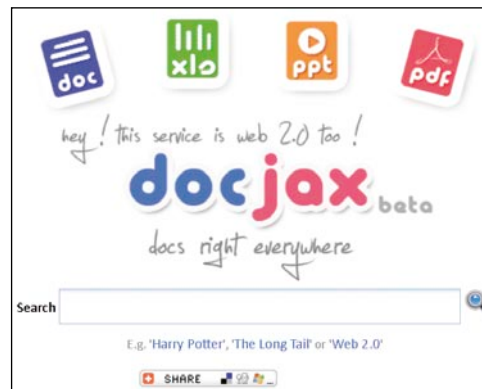 doc xls ppt pdf
hey! this service is web 2.0 too!
docjax beta
docs right everywhere
Search
E.g. 'Harry Potter', 'The Long Tail' or 'Web 2.0'
SHARE